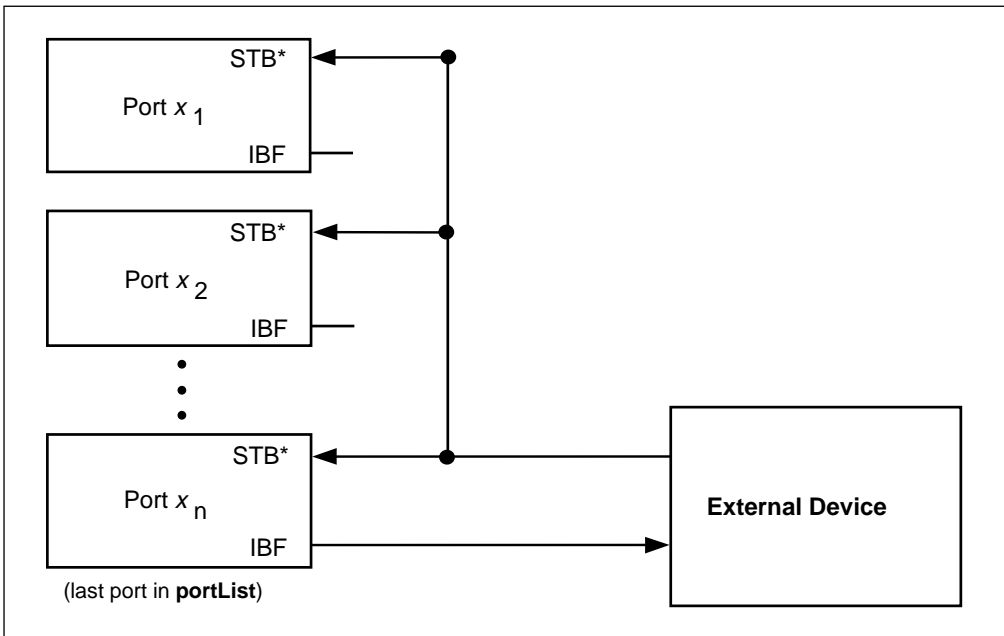 STB*
Port x 1
IBF
STB*
Port x 2
IBF
STB*
Port x n
IBF
External Device
(last port in portList)